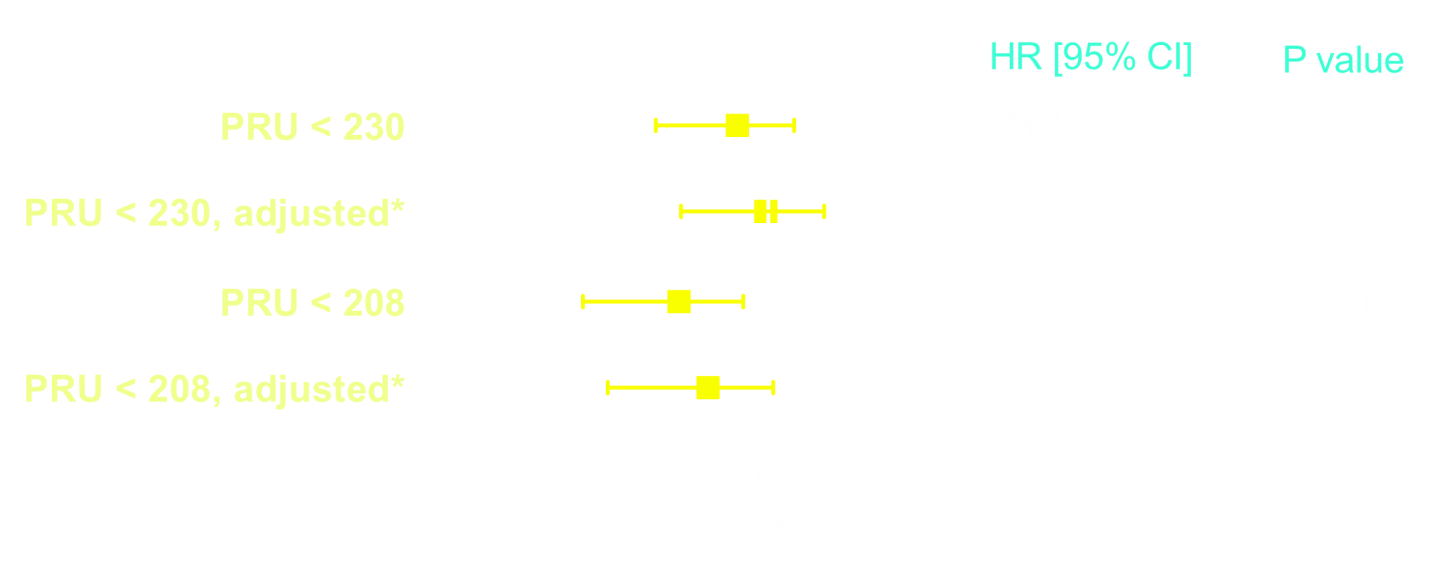 HR [95% CI] P value
PRU < 230
PRU < 230, adjusted*
PRU < 208
PRU < 208, adjusted*